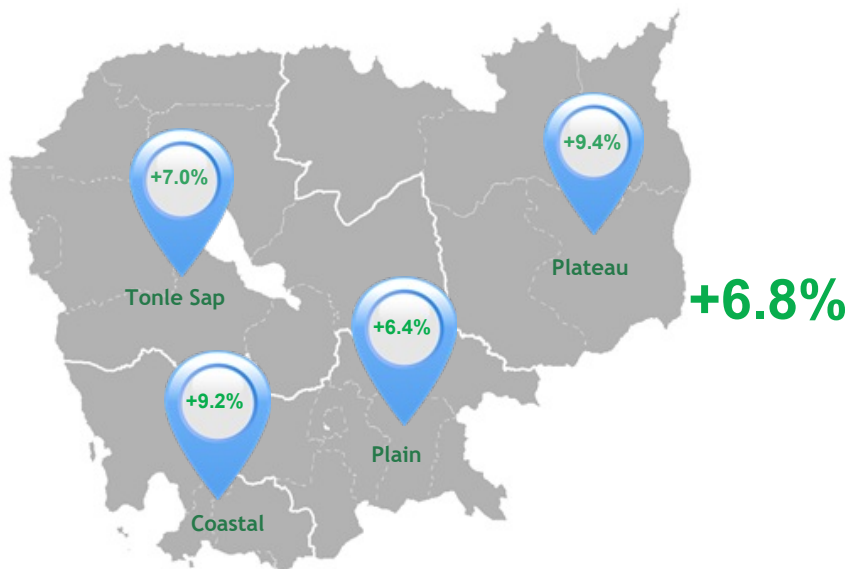 +9.4%
Plateau
+7.0%
Tonle Sap
+6.8%
+6.4%
Plain
+9.2%
Coastal